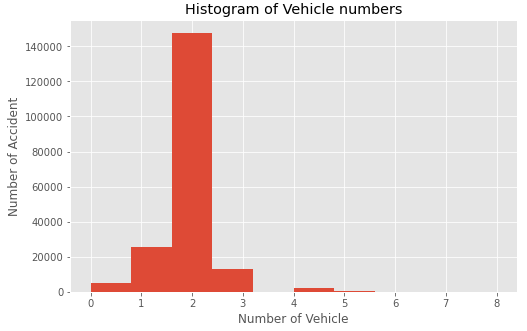 Histogram of Vehicle numbers
140000
120000
100000
80000
60000
40000
20000
0
Number of Accident
0 1 2 3 4 5 6 7 8
Number of Vehicle